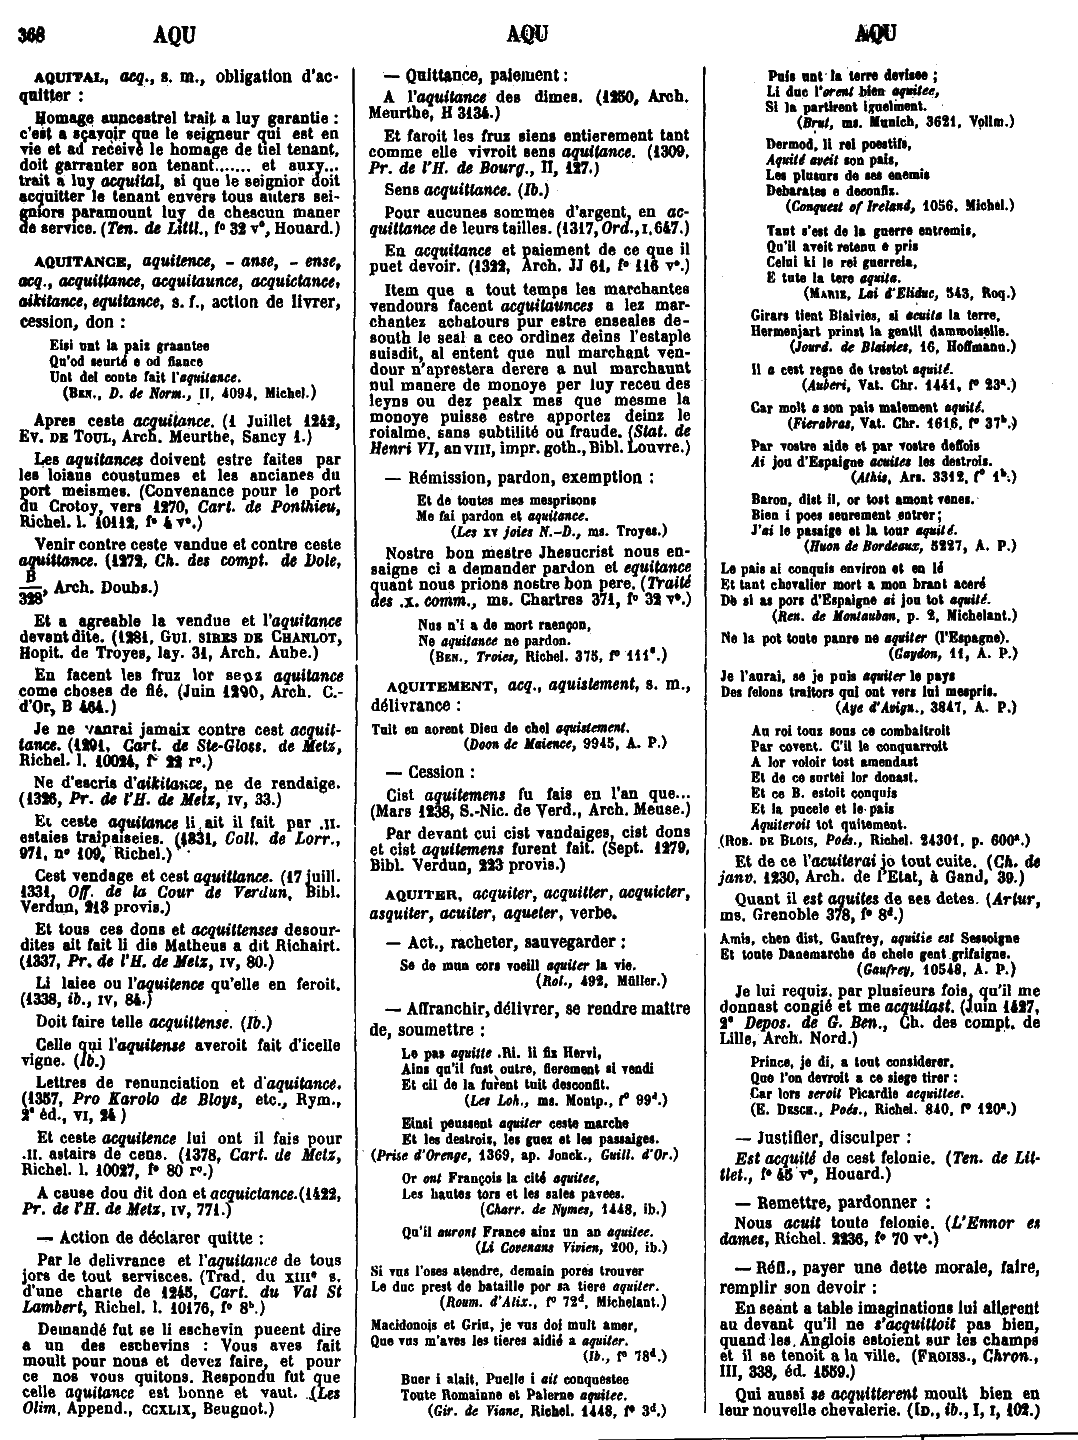 368 AQU AQU AQU
AQUITAL, acq., s. m., obligation d'ac-
quitter :
Homage auncestrel trait a luy garantie :
c'est a sçavoir que le seigneur qui est en
vie et ad receive le homage de tiel tenant,
doit garranter son tenant....... et auxy...
trait a luy acquital, si que le seignior doit
acquitter le tenant envers tous auters sei-
gniors paramount luy de chescun maner
de service. (Ten. de Littl., f° 32 v°, Houard.)
AQUITANCE, aquitence, - anse, - ense,
acq., acquittance, acquitaunce, acquictance,
aikitance, equitance, s. f., action de livrer,
cession, don :
Eisi unt la paiz graantee
Qu'od seurté e od fiance
Unt del conte fait l'aquitance.
(BEN., D. de Norm., II, 4094, Michel.)
Apres ceste acquitance. (1 Juillet 1242,
Ev. DE TOUL, Arch. Meurthe, Sancy 1.)
Les aquitances doivent estre faites par
les loians coustumes et les ancianes du
port meismes. (Convenance pour le port
du Crotoy, vers 1270, Cart. de Ponthieu,
Richel. l. 10112, f° 4 v°.)
Venir contre ceste vandue et contre ceste
aquittance. (1272, Ch. des compt. de Dole,
B
328, Arch. Doubs.)
Et a agreable la vendue et l'aquitance
devant dite. (1281, GUI. SIRES DE CHANLOT,
Hopit. de Troyes, lay. 31, Arch. Aube.)
En facent les fruz lor senz aquitance
come choses de fié. (Juin 1290, Arch. C.-
d'Or, B 464.)
Je ne vanrai jamaix contre cest acquit-
tance. (1291, Cart. de Ste-Gloss. de Metz,
Richel. l. 10024, f° 22 r°.)
Ne d'escris d'aikitance, ne de rendaige.
(1326, Pr. de l'H. de Metz, IV, 33.)
Et ceste aquitance li ait il fait par .II.
estaies traipaiseies. (1331, Coll. de Lorr.,
971, n° 109, Richel.)
Cest vendage et cest aquittance. (17 juill.
1331, Off. de la Cour de Verdun, Bibl.
Verdun, 213 provis.)
Et tous ces dons et acquittenses desour-
dites ait fait li dis Matheus a dit Richairt.
(1337, Pr. de l'H. de Metz, IV, 80.)
Li laiee ou l'aquitence qu'elle en feroit.
(1338, ib., IV, 84.)
Doit faire telle acquittense. (Ib.)
Celle qui l'aquitense averoit fait d'icelle
vigne. (Ib.)
Lettres de renunciation et d'aquitance.
(1357, Pro Karolo de Bloys, etc., Rym.,
2° éd., VI, 24)
Et ceste acquitence lui ont il fais pour
.II. astairs de cens. (1378, Cart. de Metz,
Richel. l. 10027, f° 80 r°.)
A cause dou dit don et acquictance. (1422,
Pr. de l'H. de Metz, IV, 771.)
— Action de déclarer quitte :
Par le delivrance et l'aquitance de tous
jors de tout servisces. (Trad. du XIII° s.
d'une charte de 1245, Cart. du Val St
Lambert, Richel. l. 10176, f° 8b.)
Demandé fut se li eschevin pueent dire
a un des eschevins : Vous aves fait
moult pour nous et devez faire, et pour
ce nos vous quitons. Respondu fut que
celle aquitance est bonne et vaut. (Les
Olim, Append., CCXLIX, Beugnot.)
— Quittance, paiement :
A l'aquitance des dimes. (1250, Arch.
Meurthe, H 3134.)
Et faroit les fruz siens entierement tant
comme elle vivroit sens aquitance. (1309,
Pr. de l'H. de Bourg., II, 127.)
Sens acquittance. (Ib.)
Pour aucunes sommes d'argent, en ac-
quittance de leurs tailles. (1317, Ord., I, 647.)
En acquitance et paiement de ce que il
puet devoir. (1322, Arch. JJ 61, f° 116 v°.)
Item que a tout temps les marchantes
vendours facent acquitaunces a lez mar-
chantez achatours pur estre enseales de-
south le seal a ceo ordinez deins l'estaple
suisdit, al entent que nul marchant ven-
dour n'aprestera derere a nul marchaunt
nul manere de monoye per luy receu des
leyns ou dez pealx mes que mesme la
monoye puisse estre apportez deinz le
roialme, sans subtilité ou fraude. (Stat. de
Henri VI, an VIII, impr. goth., Bibl. Louvre.)
— Rémission, pardon, exemption :
Et de toutes mes mesprisons
Me fai pardon et aquitance.
(Les XV joies N.-D., ms. Troyes.)
Nostre bon mestre Jhesucrist nous en-
saigne ci a demander pardon et equitance
quant nous prions nostre bon pere. (Traité
des .x. comm., ms. Chartres 371, f° 32 v°.)
Nus n'i a de mort raençon,
Ne aquitance ne pardon.
(BEN., Troies, Richel. 375, f° 111°.)
AQUITEMENT, acq., aquistement, s. m.,
délivrance :
Tuit en aorent Dieu de chel aquistement.
(Doon de Maience, 9945, A. P.)
— Cession :
Cist aquitemens fu fais en l'an que...
(Mars 1238, S.-Nic. de Verd., Arch. Meuse.)
Par devant cui cist vandaiges, cist dons
et cist aquitemens furent fait. (Sept. 1279,
Bibl. Verdun, 223 provis.)
AQUITER, acquiter, acquitter, acquicter,
asquiter, acuiter, aqueter, verbe.
— Act., racheter, sauvegarder :
Se de mun cors voeill aquiter la vie.
(Rol., 492, Müller.)
— Affranchir, délivrer, se rendre maître
de, soumettre :
Le pas aquitte .Ri. li fiz Hervi,
Ains qu'il fust outre, fierement si vendi
Et cil de la furent tuit desconfit.
(Les Loh., ms. Montp., f° 99d.)
Einsi peussent aquiter ceste marche
Et les destrois, les guez et les passaiges.
(Prise d'Orenge, 1369, ap. Jonck., Guill. d'Or.)
Or ont François la cité aquitee,
Les hautes tors et les sales pavees.
(Charr. de Nymes, 1448, ib.)
Qu'il auront France ainz un an aquitee.
(Li Covenans Vivien, 200, ib.)
Si vus l'oses atendre, demain pores trouver
Le duc prest de bataille por sa tiere aquiter.
(Roum. d'Alix., f° 72d, Michelant.)
Macidonois et Griu, je vus doi mult amer,
Que vus m'aves les tieres aidié a aquiter.
(Ib., f° 78d.)
Buer i alait, Puelle i ait conquestee
Toute Romainne et Palerne aquitee.
(Gir. de Viane, Richel. 1448, f° 3d.)
Puis unt la terre devisee ;
Li duc l'orent bien aquitee,
Si la partirent iguelment.
(Brut, ms. Munich, 3621, Vollm.)
Dermod, li rei poestifs,
Aquité aveit son païs,
Les plusurs de ses enemis
Debarates e deconfiz.
(Conquest of Ireland, 1056, Michel.)
Tant s'est de la guerre entremis,
Qu'il aveit retenu e pris
Celui ki le rei guerreia,
E tute la tere aquita.
(MARIE, Lai d'Eliduc, 543, Roq.)
Girars tient Blaivies, si acuita la terre,
Hermenjart prinst la gentil dammoiselle.
(Jourd. de Blaivies, 16, Hoffmann.)
Il a cest regne de trestot aquité.
(Auberi, Vat. Chr. 1441, f° 23a.)
Car molt a son pais malement aquité.
(Fierabras, Vat. Chr. 1616, f° 37b.)
Par vostre aide et par vostre deffois
Ai jou d'Espaigne acuites les destrois.
(Athis, Ars. 3312, f° 1b.)
Baron, dist il, or tost amont venes.
Bien i poes seurement entrer ;
J'ai le pasaige et la tour aquité.
(Huon de Bordeaux, 5227, A. P.)
Le pais ai conquis environ et en lé
Et tant chevalier mort a mon brant aceré
Dè si as pors d'Espaigne ai jou tot aquité.
(Ren. de Montauban, p. 2, Michelant.)
Ne la pot toute panre ne aquiter (l'Espagne).
(Gaydon, 11, A. P.)
Je l'aurai, se je puis aquiter le pays
Des felons traitors qui ont vers lui mespris.
(Aye d'Avign., 3847, A. P.)
Au roi tous sous ce combaltroit
Par covent. C'il le conquarroit
A lor voloir tost amendast
Et de ce sortei lor donast.
Et ce B. estoit conquis
Et la pucele et le pais
Aquiteroit tot quitement.
(ROB. DE BLOIS, Poés., Richel. 24301, p. 600a.)
Et de ce l'acuiterai jo tout cuite. (Ch. de
janv. 1230, Arch. de l'Etat, à Gand, 39.)
Quant il est aquites de ses detes. (Artur,
ms. Grenoble 378, f° 8d.)
Amis, chen dist, Gaufrey, aquitie est Sessoigne
Et toute Danemarche de chele gent grifaigne.
(Gaufrey, 10548, A. P.)
Je lui requiz par plusieurs fois, qu'il me
donnast congié et me acquitast. (Juin 1427,
2° Depos. de G. Ben., Ch. des compt. de
Lille, Arch. Nord.)
Prince, je di, a tout considerer,
Que l'on devroit a ce siege tirer :
Car lors seroit Picardie acquittee.
(E. DESCH., Poés., Richel. 840, f° 120a.)
— Justifier, disculper :
Est acquité de cest felonie. (Ten. de Lit-
tlet., f° 45 v°, Houard.)
— Remettre, pardonner :
Nous acuit toute felonie. (L'Ennor es
dames, Richel. 2236, f° 70 v°.)
— Réfl., payer une dette morale, faire,
remplir son devoir :
En seant a table imaginations lui allerent
au devant qu'il ne s'acquittoit pas bien,
quand les Anglois estoient sur les champs
et il se tenoit a la ville. (FROISS., Chron.,
III, 338, éd. 1559.)
Qui aussi se acquitterent moult bien en
leur nouvelle chevalerie. (ID., ib., I, I, 102.)